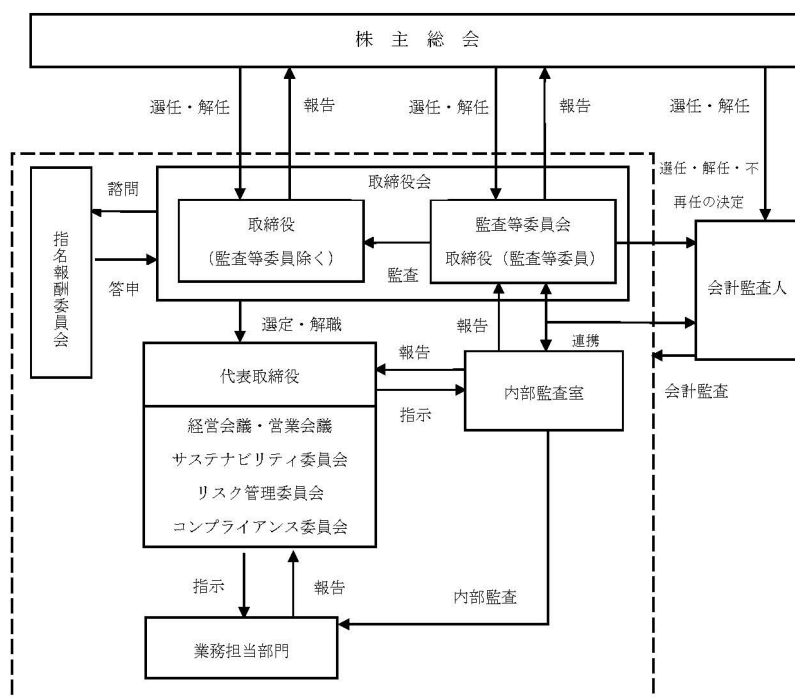 株主総会
選任・解任
報告
選任・解任
報告
選任・解任
選任・解任・不
再任の決定
取締役会
諮問
答申
指名報酬委員会
取締役
(監査等委員除く)
監査
監査等委員会
取締役(監査等委員)
会計監査人
選定・解職
報告
連携
報告
指示
会計監査
代表取締役
内部監査室
経営会議・営業会議
サステナビリティ委員会
リスク管理委員会
コンプライアンス委員会
指示
報告
内部監査
業務担当部門